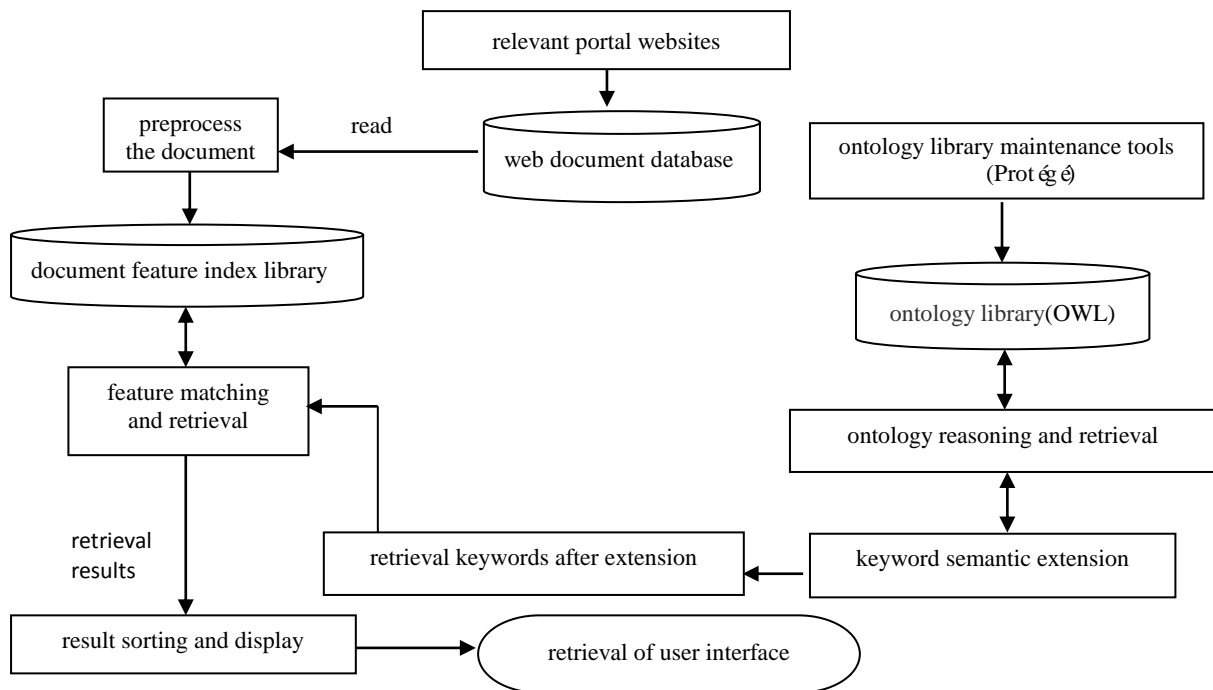 relevant portal websites
preprocess
the document
read
web document database
ontology library maintenance tools
(Protégé)
document feature index library
ontology library(OWL)
feature matching
and retrieval
ontology reasoning and retrieval
retrieval
results
retrieval keywords after extension
keyword semantic extension
result sorting and display
retrieval of user interface